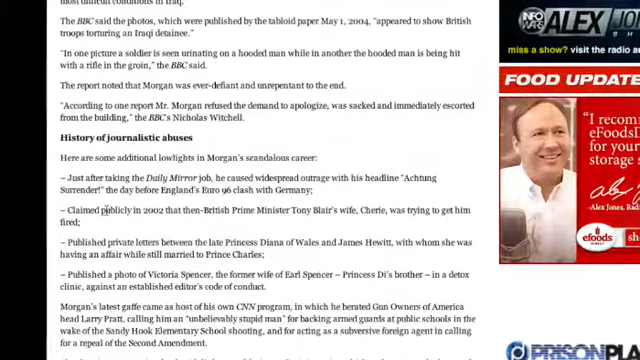 most difficult conditions in Iraq.
The BBC said the photos, which were published by the tabloid paper May 1, 2004, "appeared to show British
troops torturing an Iraqi detainee."
"In one picture a soldier is seen urinating on a hooded man while in another the hooded man is being hit
with a rifle in the groin," the BBC said.
The report noted that Morgan was ever-defiant and unrepentant to the end.
"According to one report Mr. Morgan refused the demand to apologize, was sacked and immediately escorted
from the building," the BBC's Nicholas Witchell.
History of journalistic abuses
Here are some additional lowlights in Morgan's scandalous career:
– Just after taking the Daily Mirror job, he caused widespread outrage with his headline "Achtung
Surrender!" the day before England's Euro 96 clash with Germany;
– Claimed publicly in 2002 that then-British Prime Minister Tony Blair's wife, Cherie, was trying to get him
fired;
– Published private letters between the late Princess Diana of Wales and James Hewitt, with whom she was
having an affair while still married to Prince Charles;
– Published a photo of Victoria Spencer, the former wife of Earl Spencer – Princess Di's brother – in a detox
clinic, against an established editor's code of conduct.
Morgan's latest gaffe came as host of his own CNN program, in which he berated Gun Owners of America
head Larry Pratt, calling him an "unbelievably stupid man" for backing armed guards at public schools in the
wake of the Sandy Hook Elementary School shooting, and for acting as a subversive foreign agent in calling
for a repeal of the Second Amendment.
INFO
WARS
ALEX JO
miss a show? visit the radio a
FOOD UPDATE
"I recom
eFoodsD
for your
storage s
-Alex Jones, Rad
efoods
DIRECT
PRISONPLA